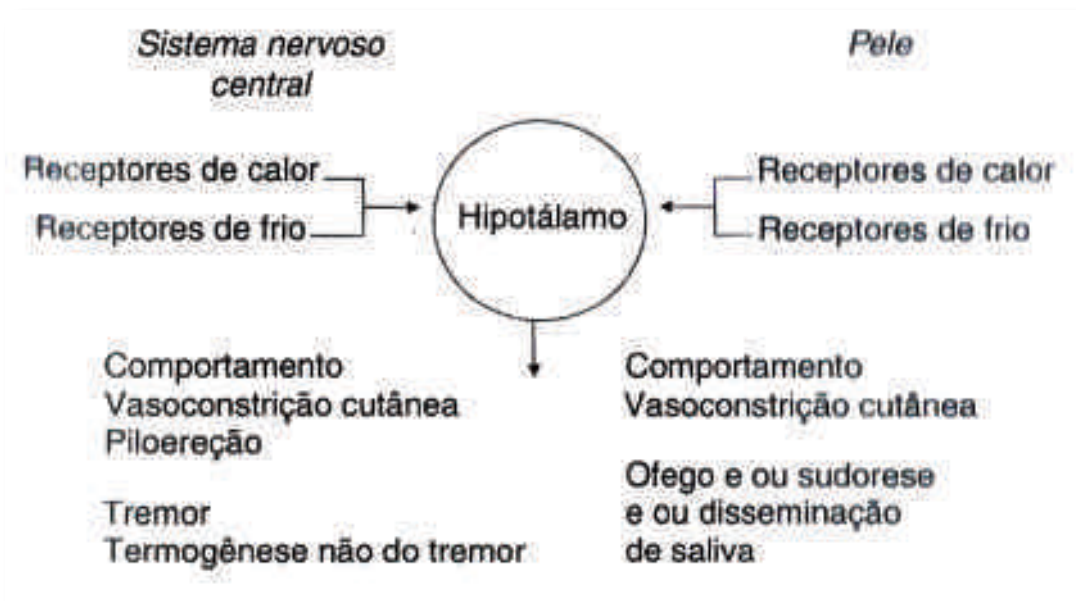 Sistema nervoso
central
Pele
Receptores de calor
Receptores de frio
Hipotálamo
Receptores de calor
Receptores de frio
Comportamento
Vasoconstrição cutânea
Piloereção
Tremor
Termogênese não do tremor
Comportamento
Vasoconstrição cutânea
Ofego e ou sudorese
e ou disseminação
de saliva